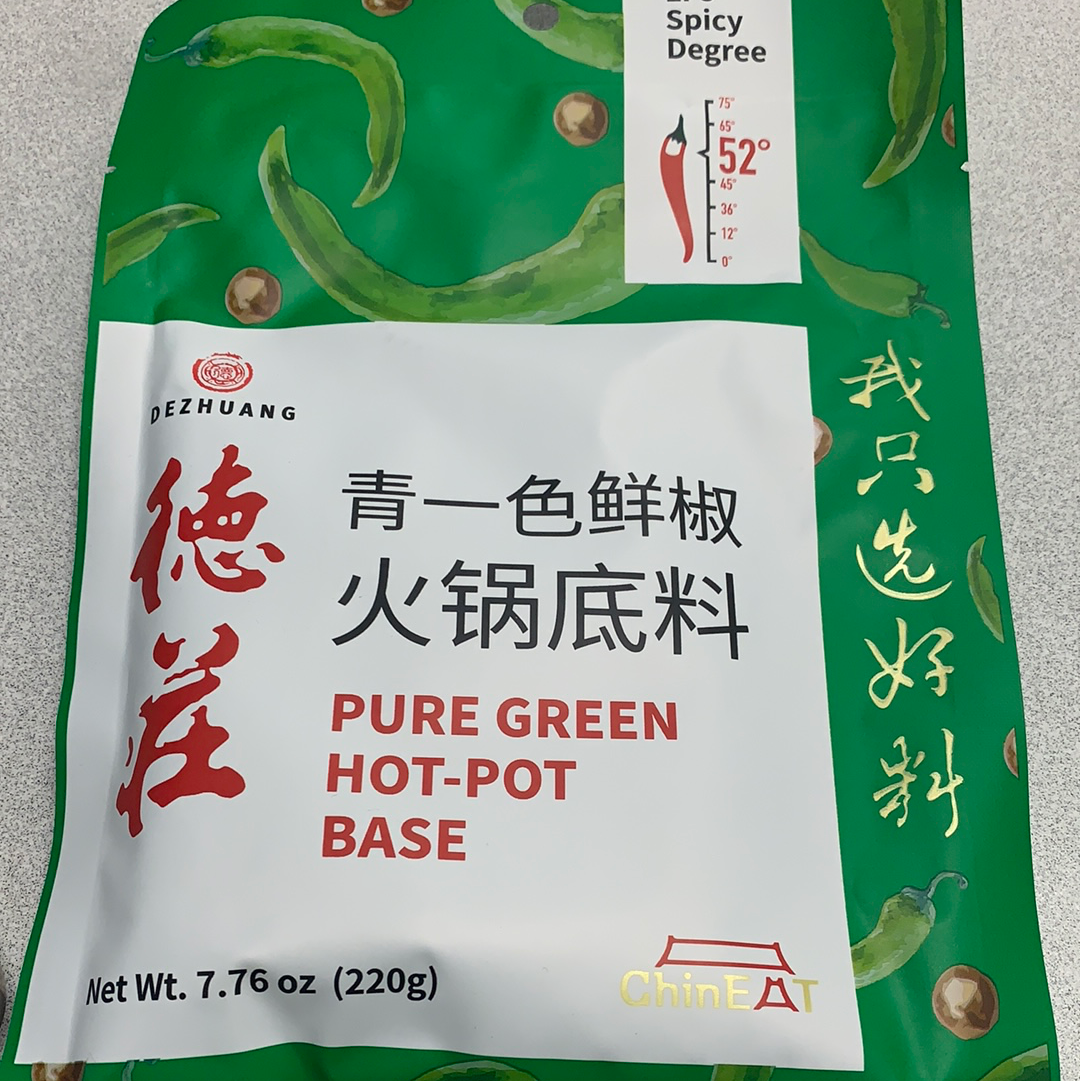 Spicy
Degree
75°
65°
52°
45°
36°
12°
0°
DEZHUANG
德莊
青一色鲜椒
火锅底料
PURE GREEN
HOT-POT
BASE
我只选好料
Net Wt. 7.76 oz (220g)
ChinEAT